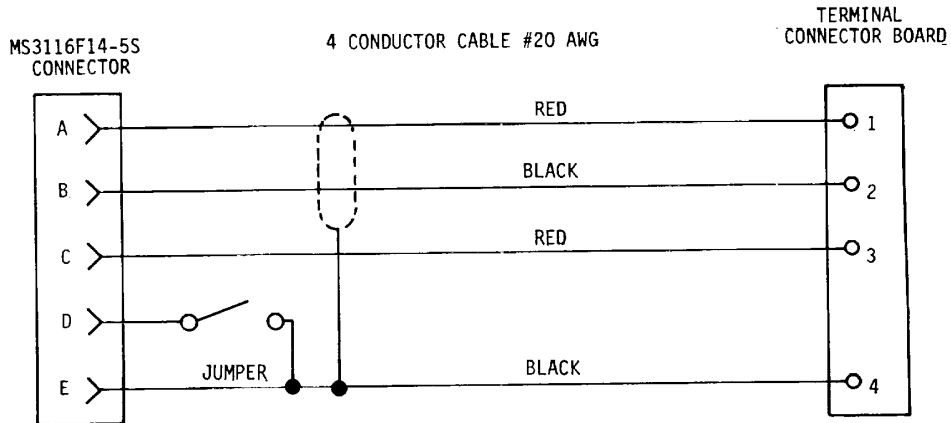 MS3116F14-5S
CONNECTOR
4 CONDUCTOR CABLE #20 AWG
TERMINAL
CONNECTOR BOARD
A
RED
1
B
BLACK
2
C
RED
3
D
E
JUMPER
BLACK
4